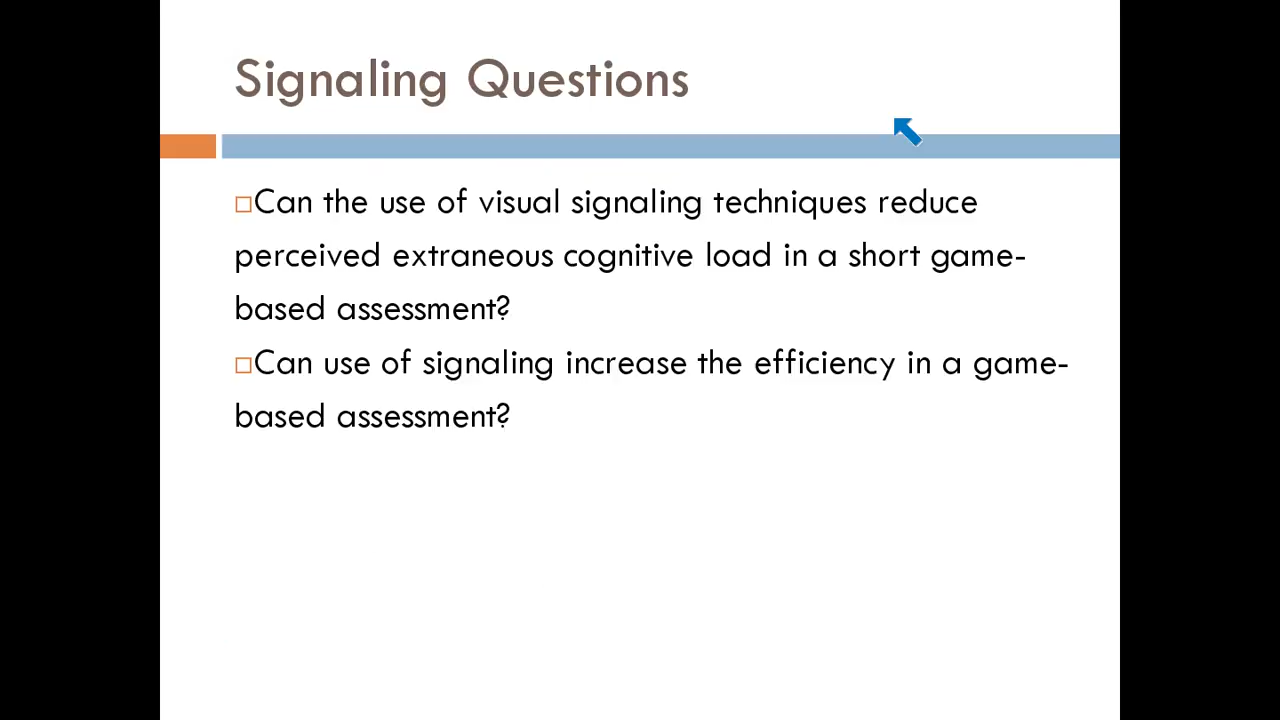 Signaling Questions
Can the use of visual signaling techniques reduce
perceived extraneous cognitive load in a short game-
based assessment?
Can use of signaling increase the efficiency in a game-
based assessment?